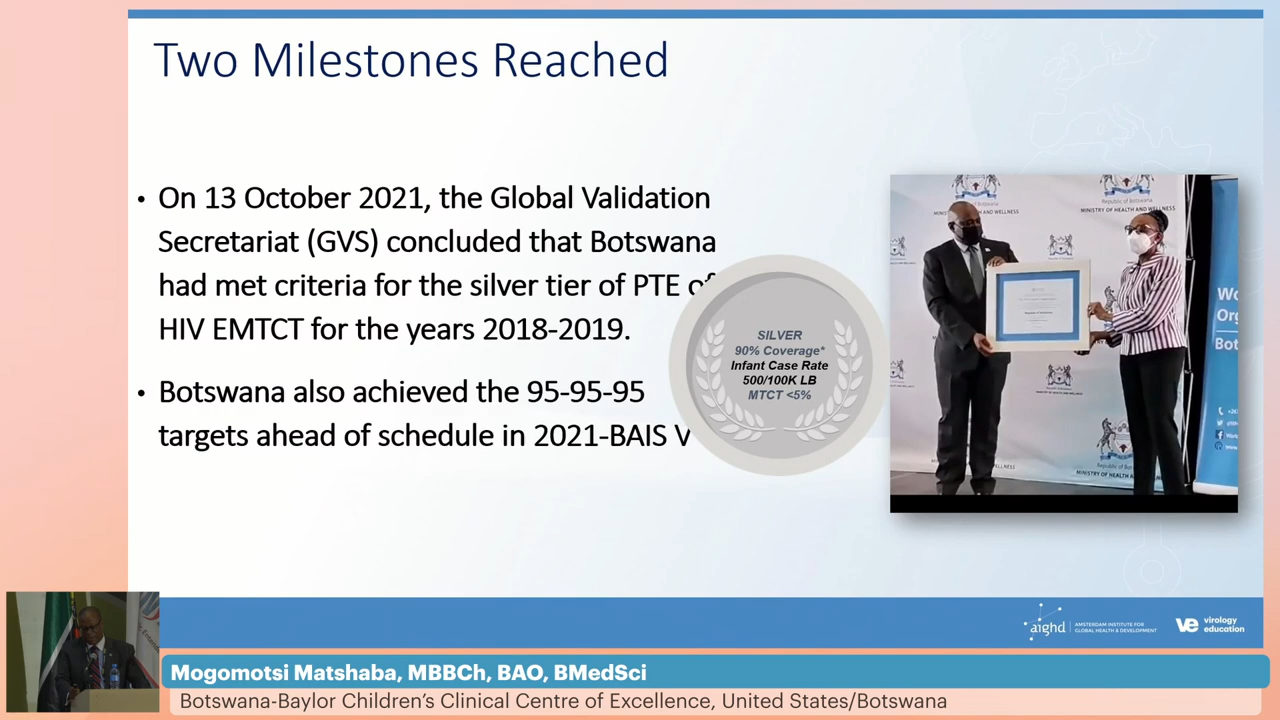 Two Milestones Reached
• On 13 October 2021, the Global Validation
Secretariat (GVS) concluded that Botswana
had met criteria for the silver tier of PTE of
HIV EMTCT for the years 2018-2019.
• Botswana also achieved the 95-95-95
targets ahead of schedule in 2021-BAIS V
SILVER
90% Coverage*
Infant Case Rate
500/100K LB
MTCT <5%
Republic of Botswana
MINISTRY OF HEALTH AND WELLNESS
Republic of Botswana
MINISTRY OF HEALTH AND WELLNESS
Wo
Org
Bot
aighd
AMSTERDAM INSTITUTE FOR
GLOBAL HEALTH & DEVELOPMENT
ve virology
education
Mogomotsi Matshaba, MBBCh, BAO, BMedSci
Botswana-Baylor Children's Clinical Centre of Excellence, United States/Botswana